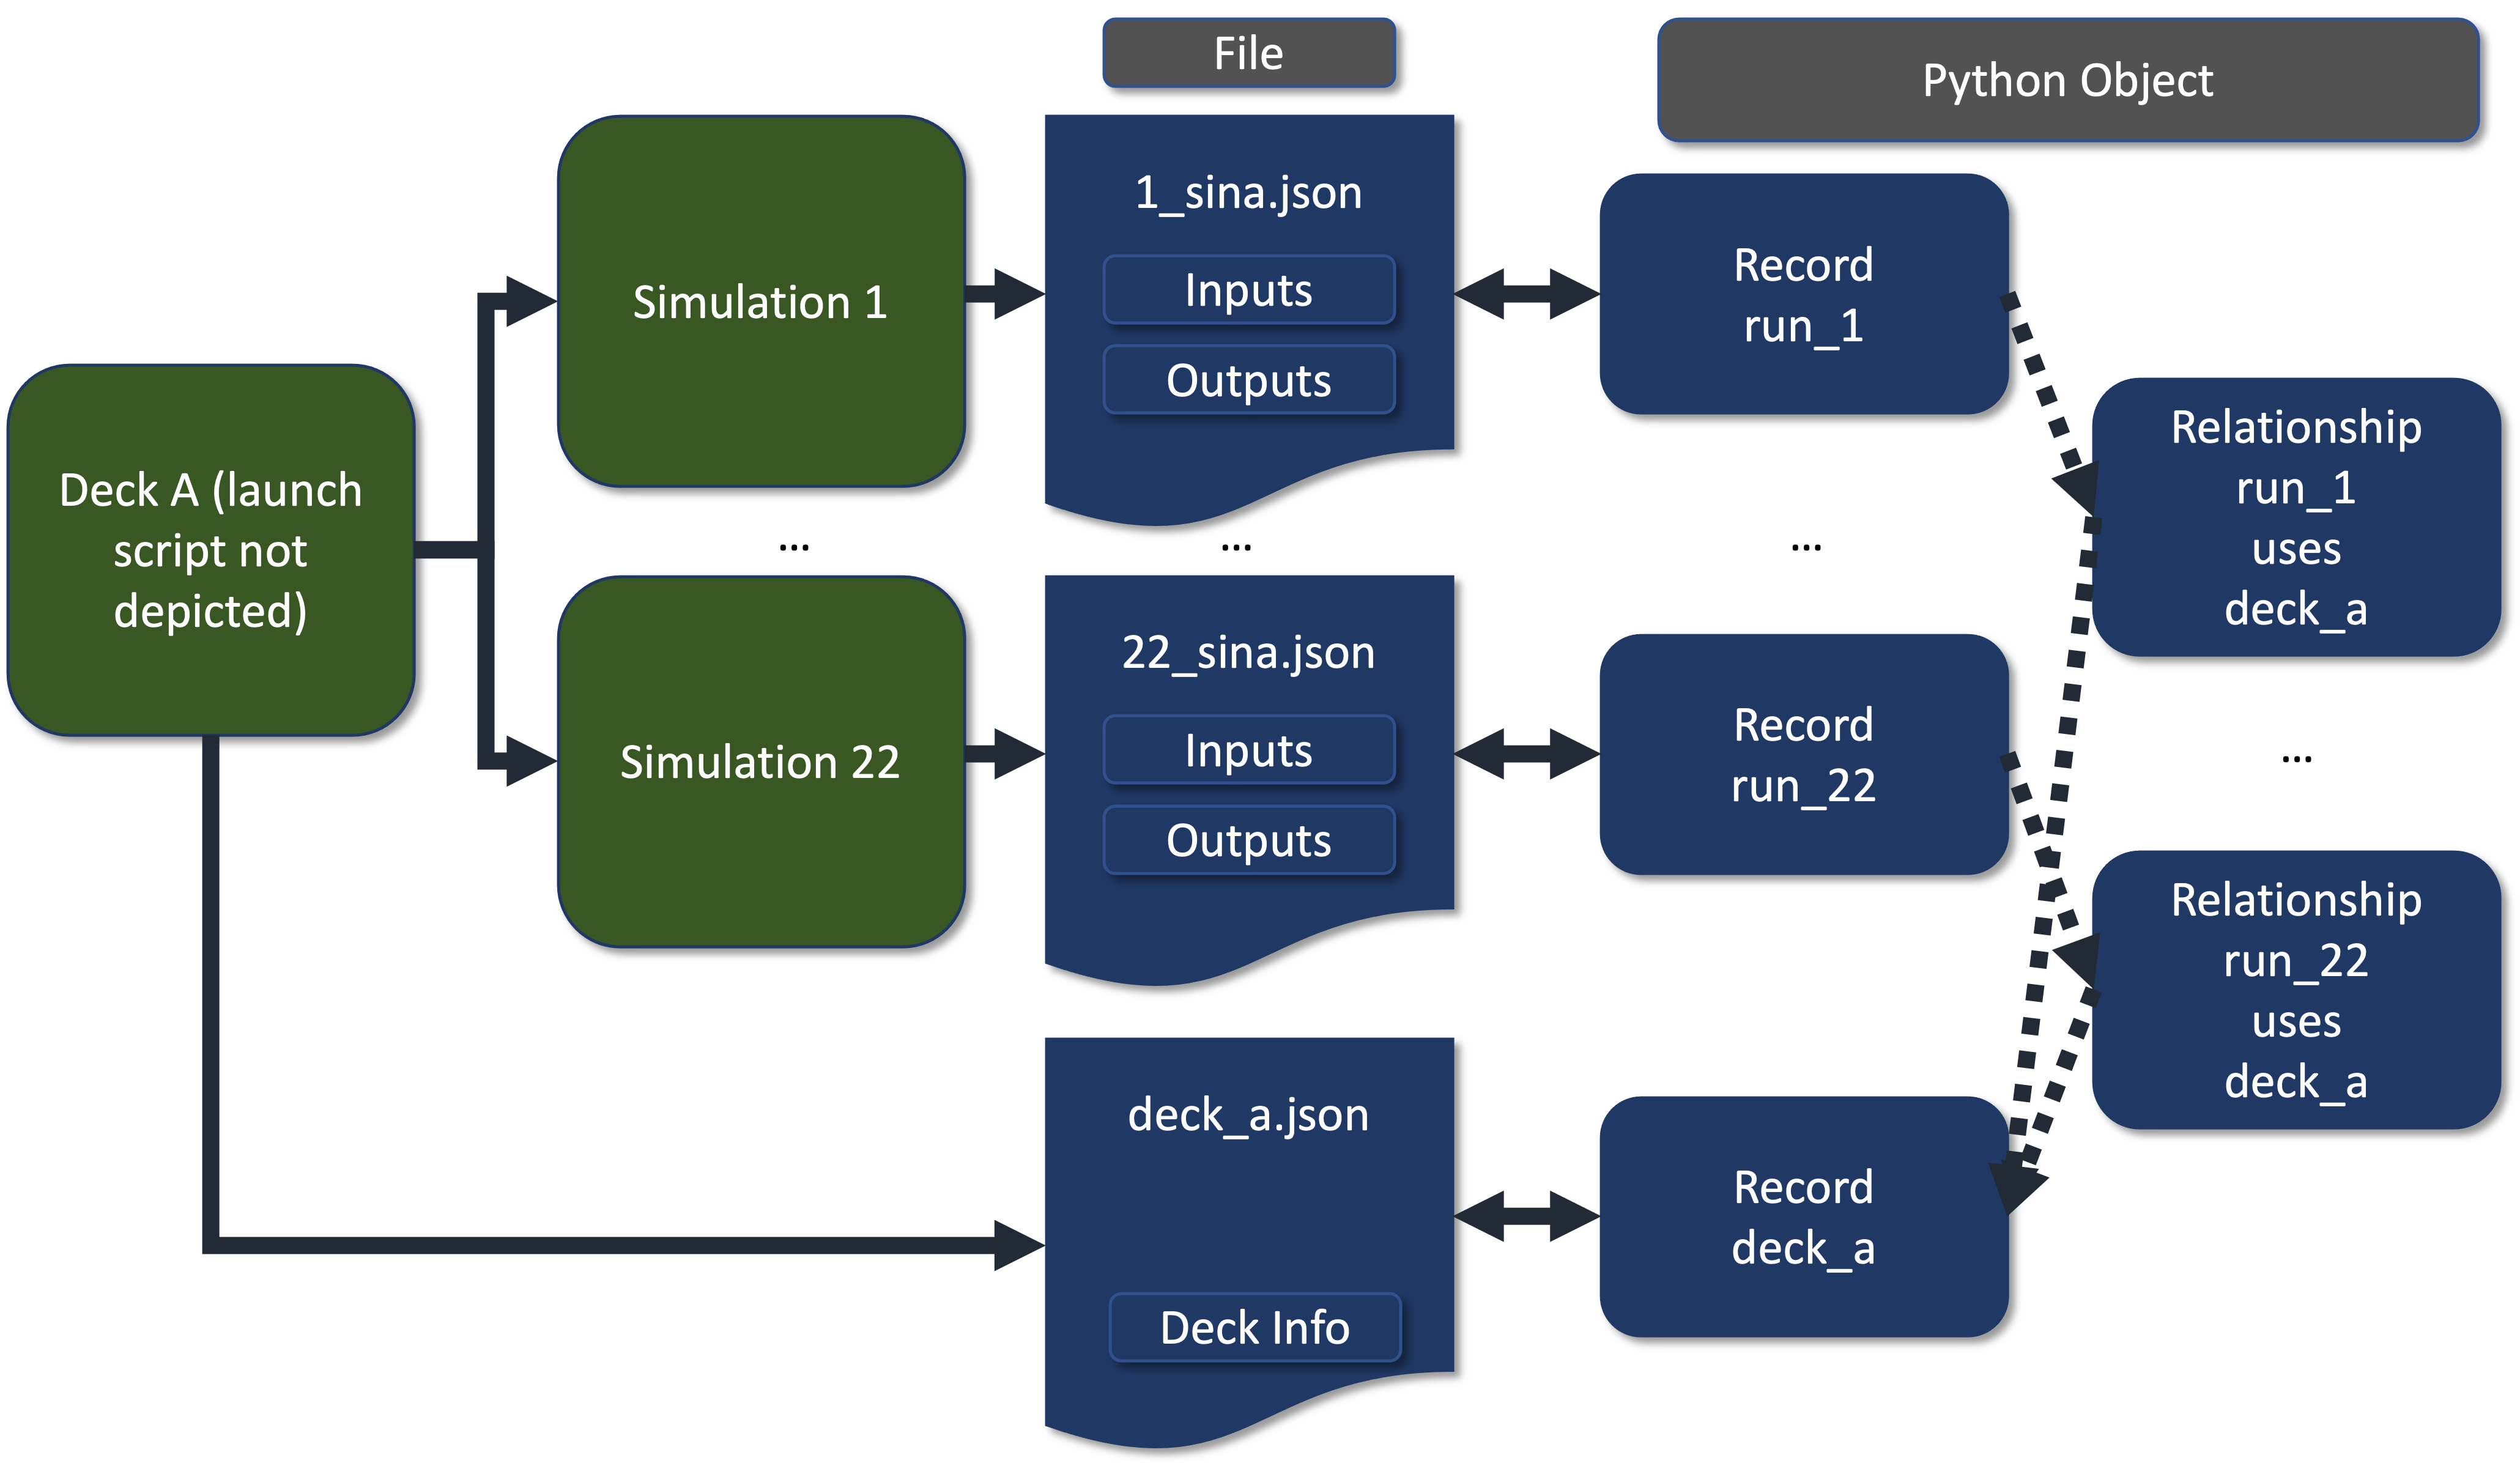 File
Python Object
Deck A (launch
script not
depicted)
Simulation 1
1_sina.json
Inputs
Outputs
Record
run_1
Relationship
run_1
uses
deck_a
...
...
...
Simulation 22
22_sina.json
Inputs
Outputs
Record
run_22
...
Relationship
run_22
uses
deck_a
deck_a.json
Deck Info
Record
deck_a